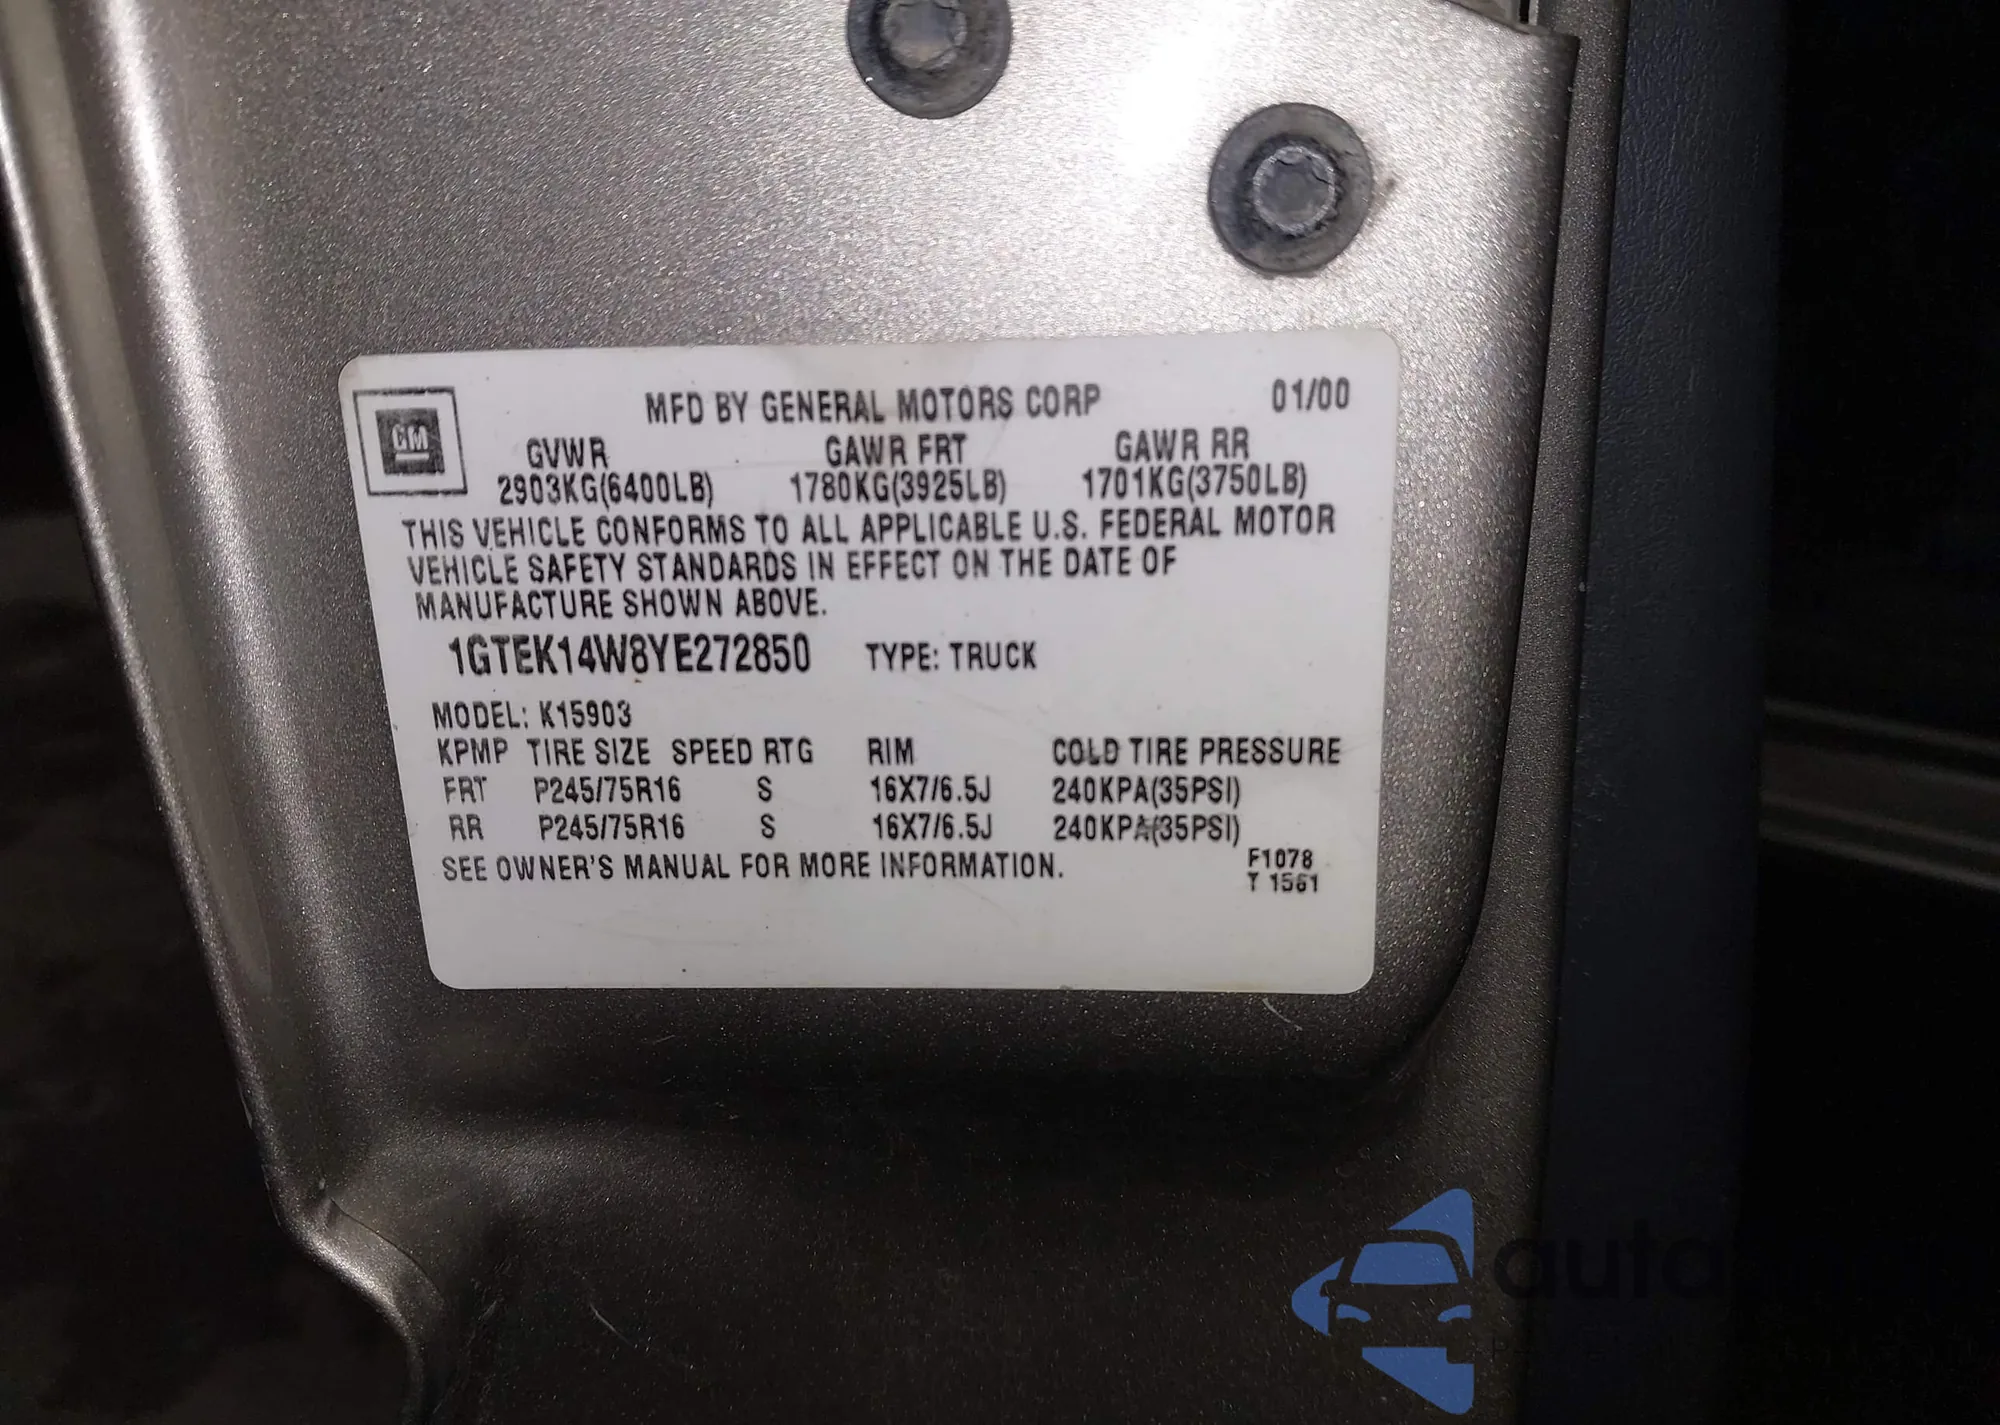 MFD BY GENERAL MOTORS CORP 01/00
GM
GVWR GAWR FRT GAWR RR
2903KG(6400LB) 1780KG(3925LB) 1701KG(3750LB)
THIS VEHICLE CONFORMS TO ALL APPLICABLE U.S. FEDERAL MOTOR
VEHICLE SAFETY STANDARDS IN EFFECT ON THE DATE OF
MANUFACTURE SHOWN ABOVE.
1GTEK14W8YE272850 TYPE: TRUCK
MODEL: K15903
KPMP TIRE SIZE SPEED RTG RIM COLD TIRE PRESSURE
FRT P245/75R16 S 16X7/6.5J 240KPA(35PSI)
RR P245/75R16 S 16X7/6.5J 240KPA(35PSI)
SEE OWNER'S MANUAL FOR MORE INFORMATION.
F1078
T 1561